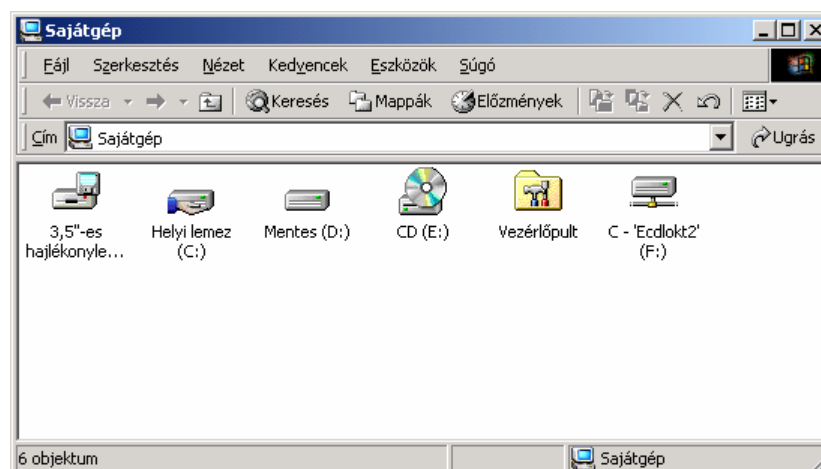 Sajátgép
Fájl Szerkesztés Nézet Kedvencek Eszközök Súgó
Vissza Keresés Mappák Előzmények
Cím Sajátgép Ugrás
3,5"-es
hajlékonyle...
Helyi lemez
(C:)
Mentes (D:)
CD (E:)
Vezérlőpult
C - 'Ecdlokt2'
(F:)
6 objektum Sajátgép